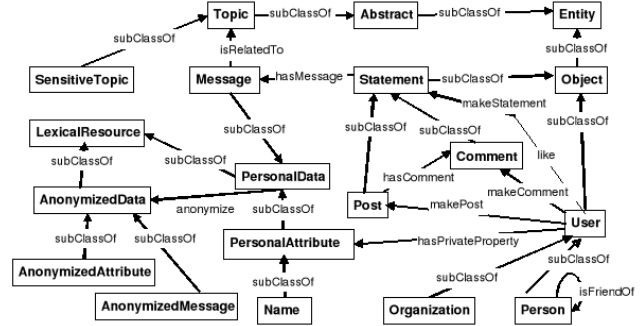 Topic subClassOf Abstract subClassOf Entity
subClassOf
isRelatedTo
subClassOf
SensitiveTopic Message hasMessage Statement subClassOf Object
makeStatement
LexicalResource subClassOf subClassOf subClassOf subClassOf
subClassOf subClassOf Comment like
PersonalData hasComment
AnonymizedData anonymize Post makePost makeComment User
subClassOf
subClassOf subClassOf PersonalAttribute hasPrivateProperty
AnonymizedAttribute subClassOf subClassOf subClassOf
isFriendOf
AnonymizedMessage Name Organization Person